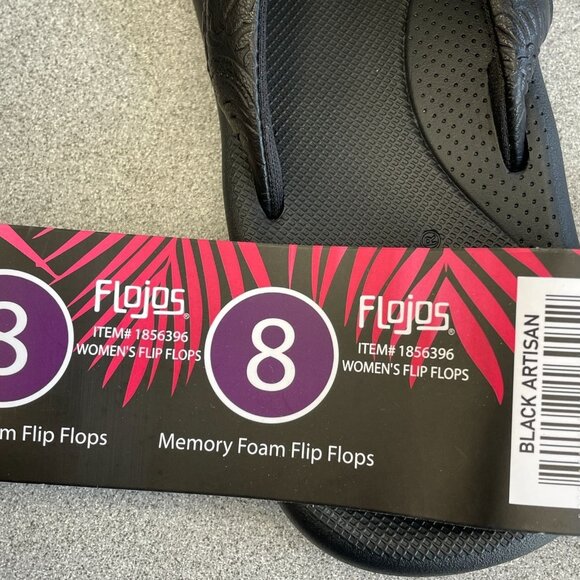 8
Flojos®
ITEM# 1856396
WOMEN'S FLIP FLOPS
m Flip Flops
8
Flojos®
ITEM# 1856396
WOMEN'S FLIP FLOPS
Memory Foam Flip Flops
BLACK ARTISAN